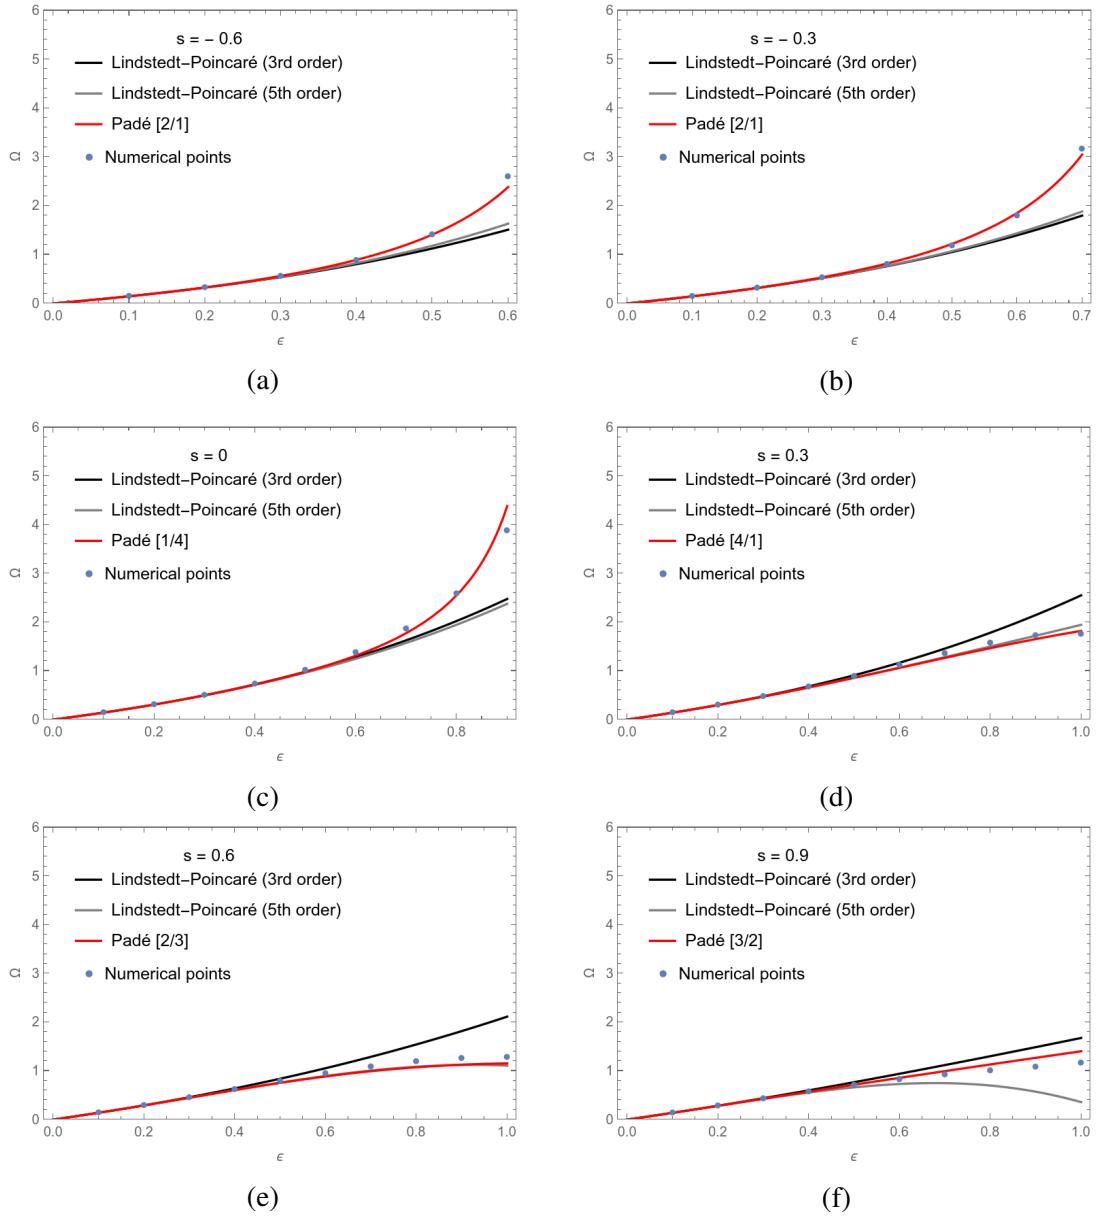 s = − 0.6
Lindstedt−Poincaré (3rd order)
Lindstedt−Poincaré (5th order)
Padé [2/1]
Numerical points
Ω
0
1
2
3
4
5
6
0.0 0.1 0.2 0.3 0.4 0.5 0.6
ϵ
(a)
s = − 0.3
Lindstedt−Poincaré (3rd order)
Lindstedt−Poincaré (5th order)
Padé [2/1]
Numerical points
Ω
0
1
2
3
4
5
6
0.0 0.1 0.2 0.3 0.4 0.5 0.6 0.7
ϵ
(b)
s = 0
Lindstedt−Poincaré (3rd order)
Lindstedt−Poincaré (5th order)
Padé [1/4]
Numerical points
Ω
0
1
2
3
4
5
6
0.0 0.2 0.4 0.6 0.8
ϵ
(c)
s = 0.3
Lindstedt−Poincaré (3rd order)
Lindstedt−Poincaré (5th order)
Padé [4/1]
Numerical points
Ω
0
1
2
3
4
5
6
0.0 0.2 0.4 0.6 0.8 1.0
ϵ
(d)
s = 0.6
Lindstedt−Poincaré (3rd order)
Lindstedt−Poincaré (5th order)
Padé [2/3]
Numerical points
Ω
0
1
2
3
4
5
6
0.0 0.2 0.4 0.6 0.8 1.0
ϵ
(e)
s = 0.9
Lindstedt−Poincaré (3rd order)
Lindstedt−Poincaré (5th order)
Padé [3/2]
Numerical points
Ω
0
1
2
3
4
5
6
0.0 0.2 0.4 0.6 0.8 1.0
ϵ
(f)